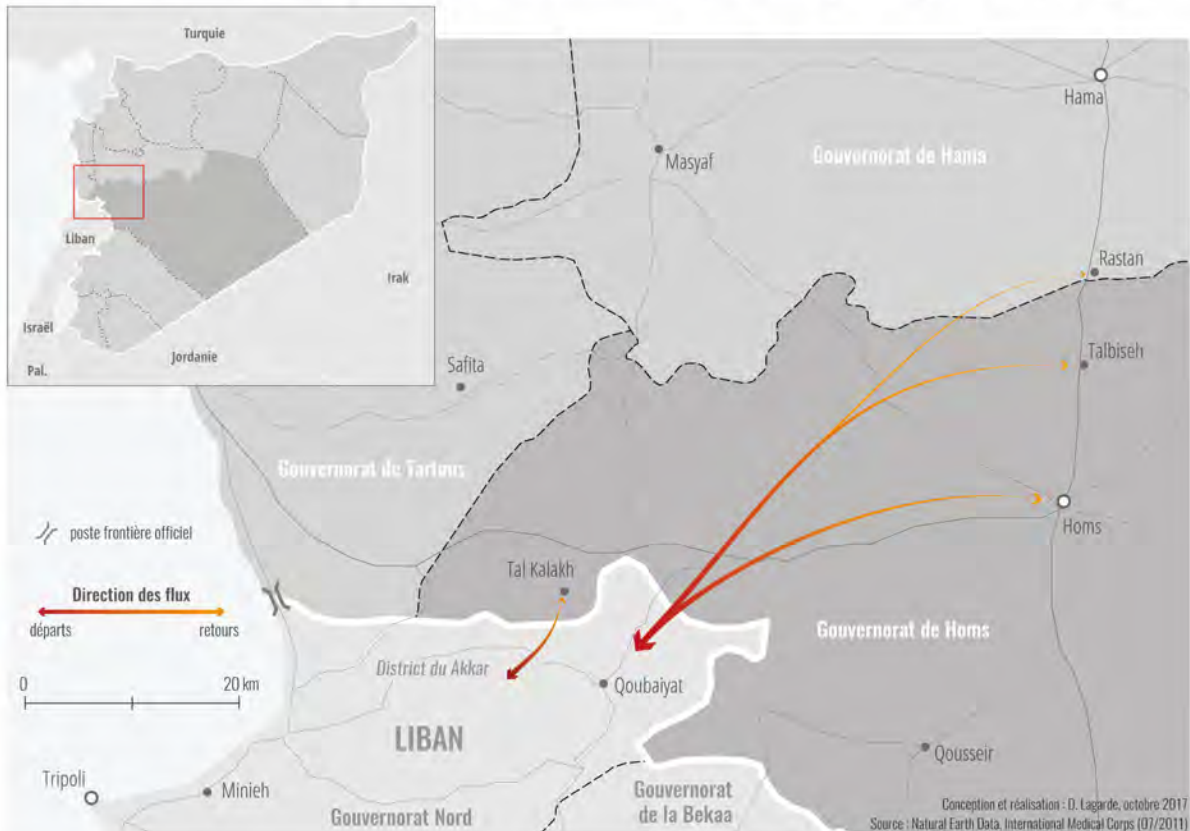 Turquie
Liban
Irak
Israël
Jordanie
Pal.
Hama
Masyaf
Gouvernorat de Hama
Rastan
Talbiseh
Safita
Gouvernorat de Tartous
Homs
poste frontière officiel
Tal Kalakh
Direction des flux
départs
retours
Gouvernorat de Homs
District du Akkar
0
20 km
Qoubaiyat
LIBAN
Qousseir
Tripoli
Minieh
Gouvernorat Nord
Gouvernorat
de la Bekaa
Conception et réalisation : D. Lagarde, octobre 2017
Source : Natural Earth Data, International Medical Corps (07/2011)